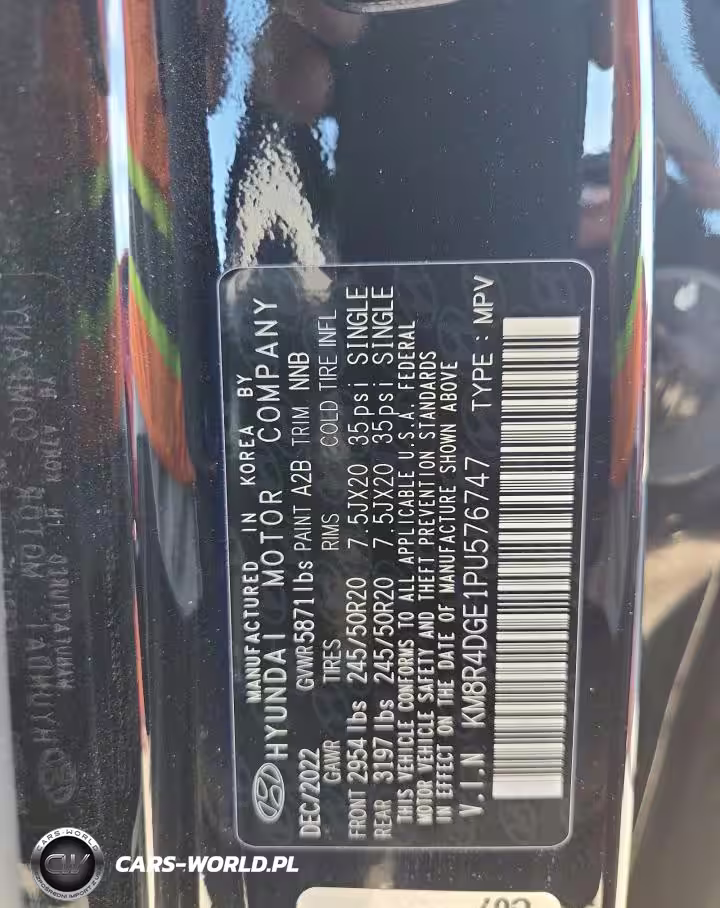 MANUFACTURED IN KOREA BY
HYUNDAI MOTOR COMPANY
DEC/2022 GVWR 5871lbs PAINT A2B TRIM NNB
GAWR TIRES RIMS COLD TIRE INFL
FRONT 2954 lbs 245/50R20 7.5JX20 35psi SINGLE
REAR 3197 lbs 245/50R20 7.5JX20 35psi SINGLE
THIS VEHICLE CONFORMS TO ALL APPLICABLE U.S.A. FEDERAL
MOTOR VEHICLE SAFETY AND THEFT PREVENTION STANDARDS
IN EFFECT ON THE DATE OF MANUFACTURE SHOWN ABOVE
V.I.N KM8R4DGE1PU576747 TYPE : MPV
CARS-WORLD
CW
CARS-WORLD.PL